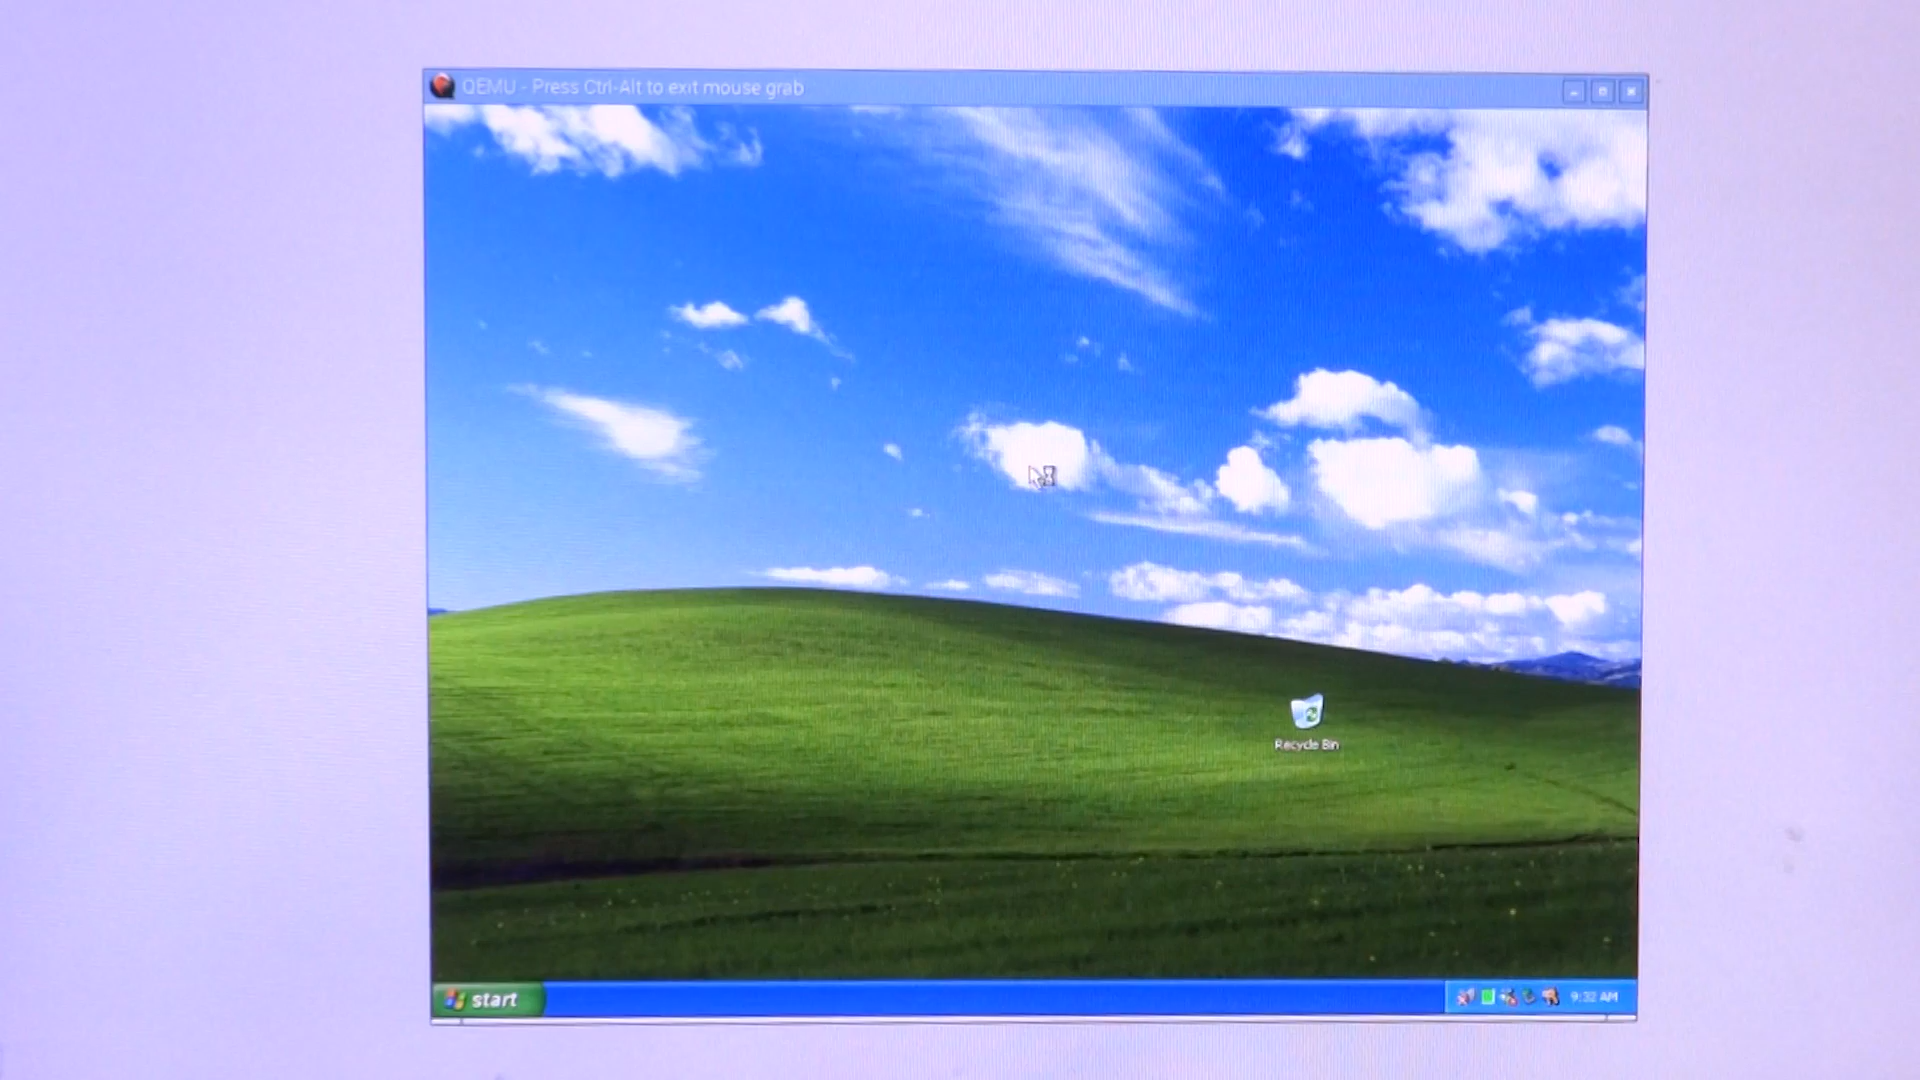 QEMU - Press Ctrl-Alt to exit mouse grab
Recycle Bin
start
9:32 AM